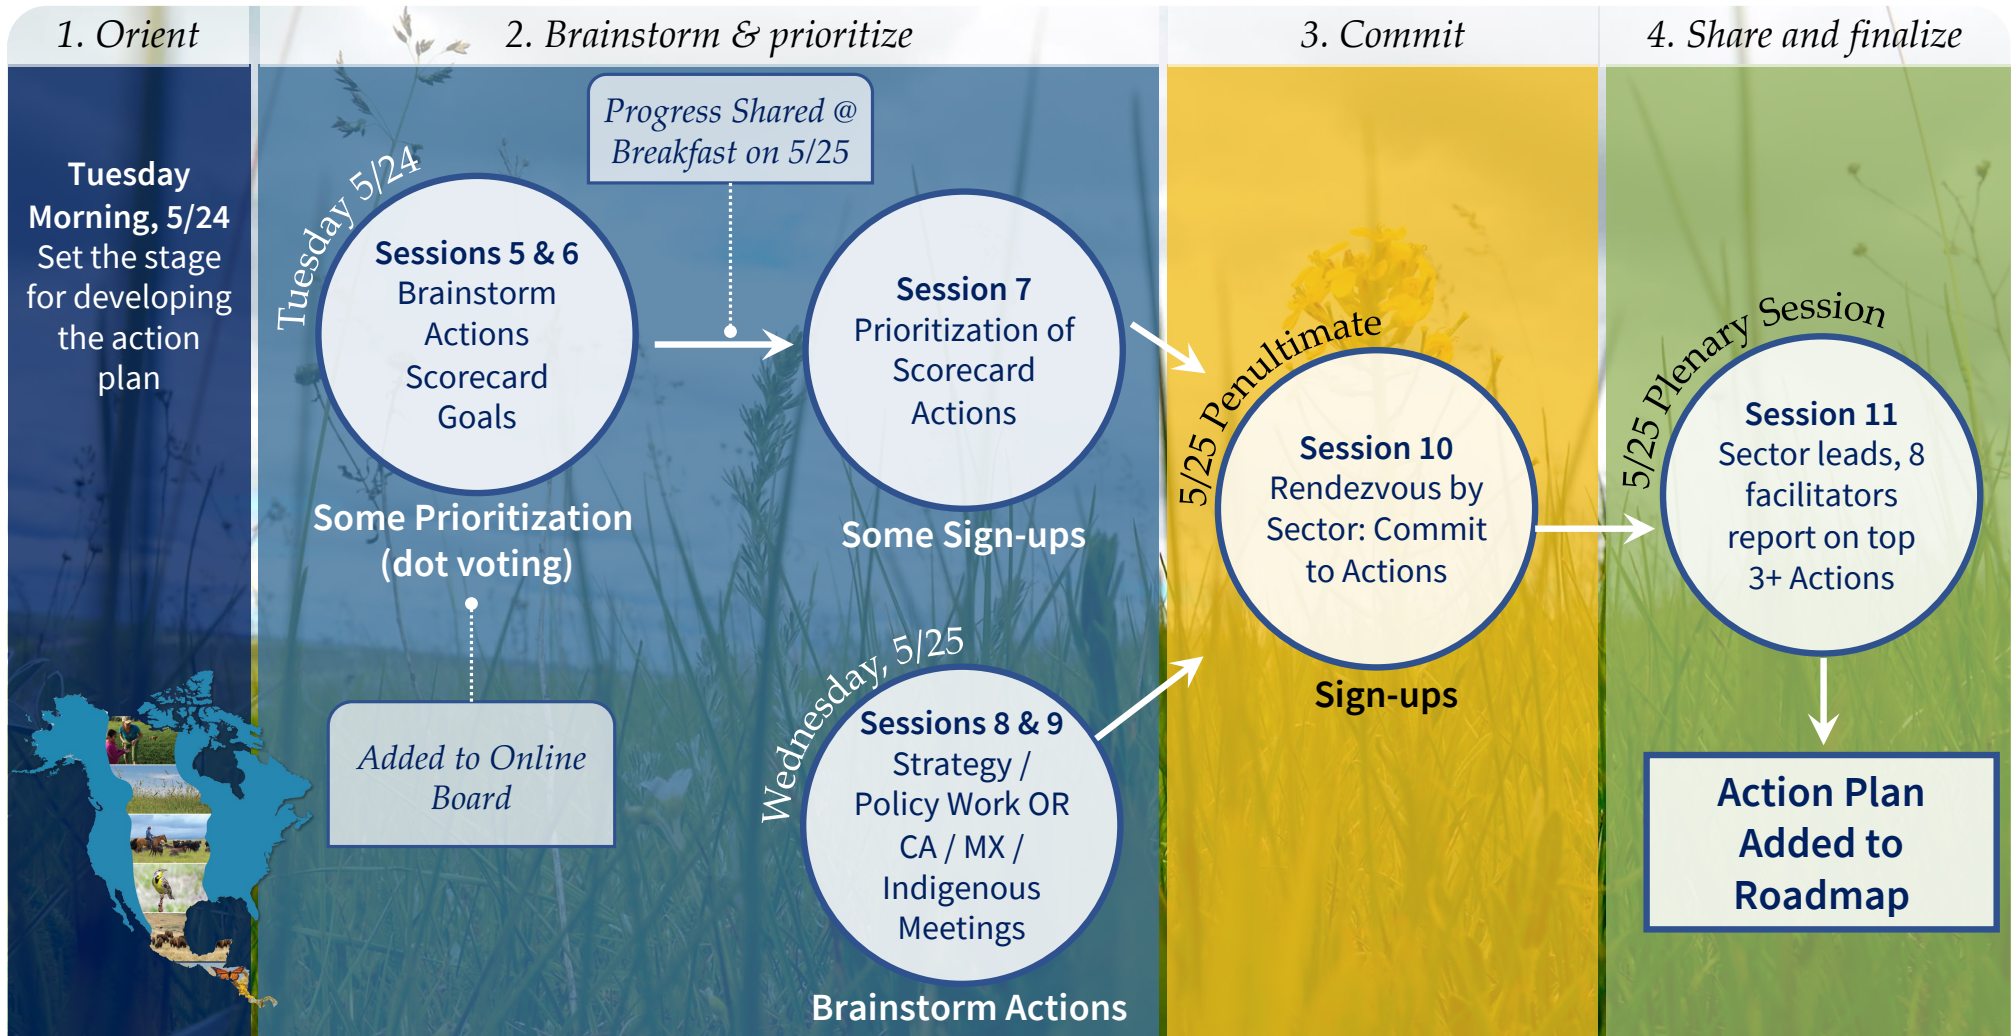 1. Orient
2. Brainstorm & prioritize
3. Commit
4. Share and finalize
Tuesday
Morning, 5/24
Set the stage
for developing
the action
plan
Progress Shared @
Breakfast on 5/25
Tuesday 5/24
Sessions 5 & 6
Brainstorm
Actions
Scorecard
Goals
Some Prioritization
(dot voting)
Added to Online
Board
Session 7
Prioritization of
Scorecard
Actions
Some Sign-ups
Wednesday, 5/25
Sessions 8 & 9
Strategy /
Policy Work OR
CA / MX /
Indigenous
Meetings
Brainstorm Actions
5/25 Penultimate
Session 10
Rendezvous by
Sector: Commit
to Actions
Sign-ups
5/25 Plenary Session
Session 11
Sector leads, 8
facilitators
report on top
3+ Actions
Action Plan
Added to
Roadmap